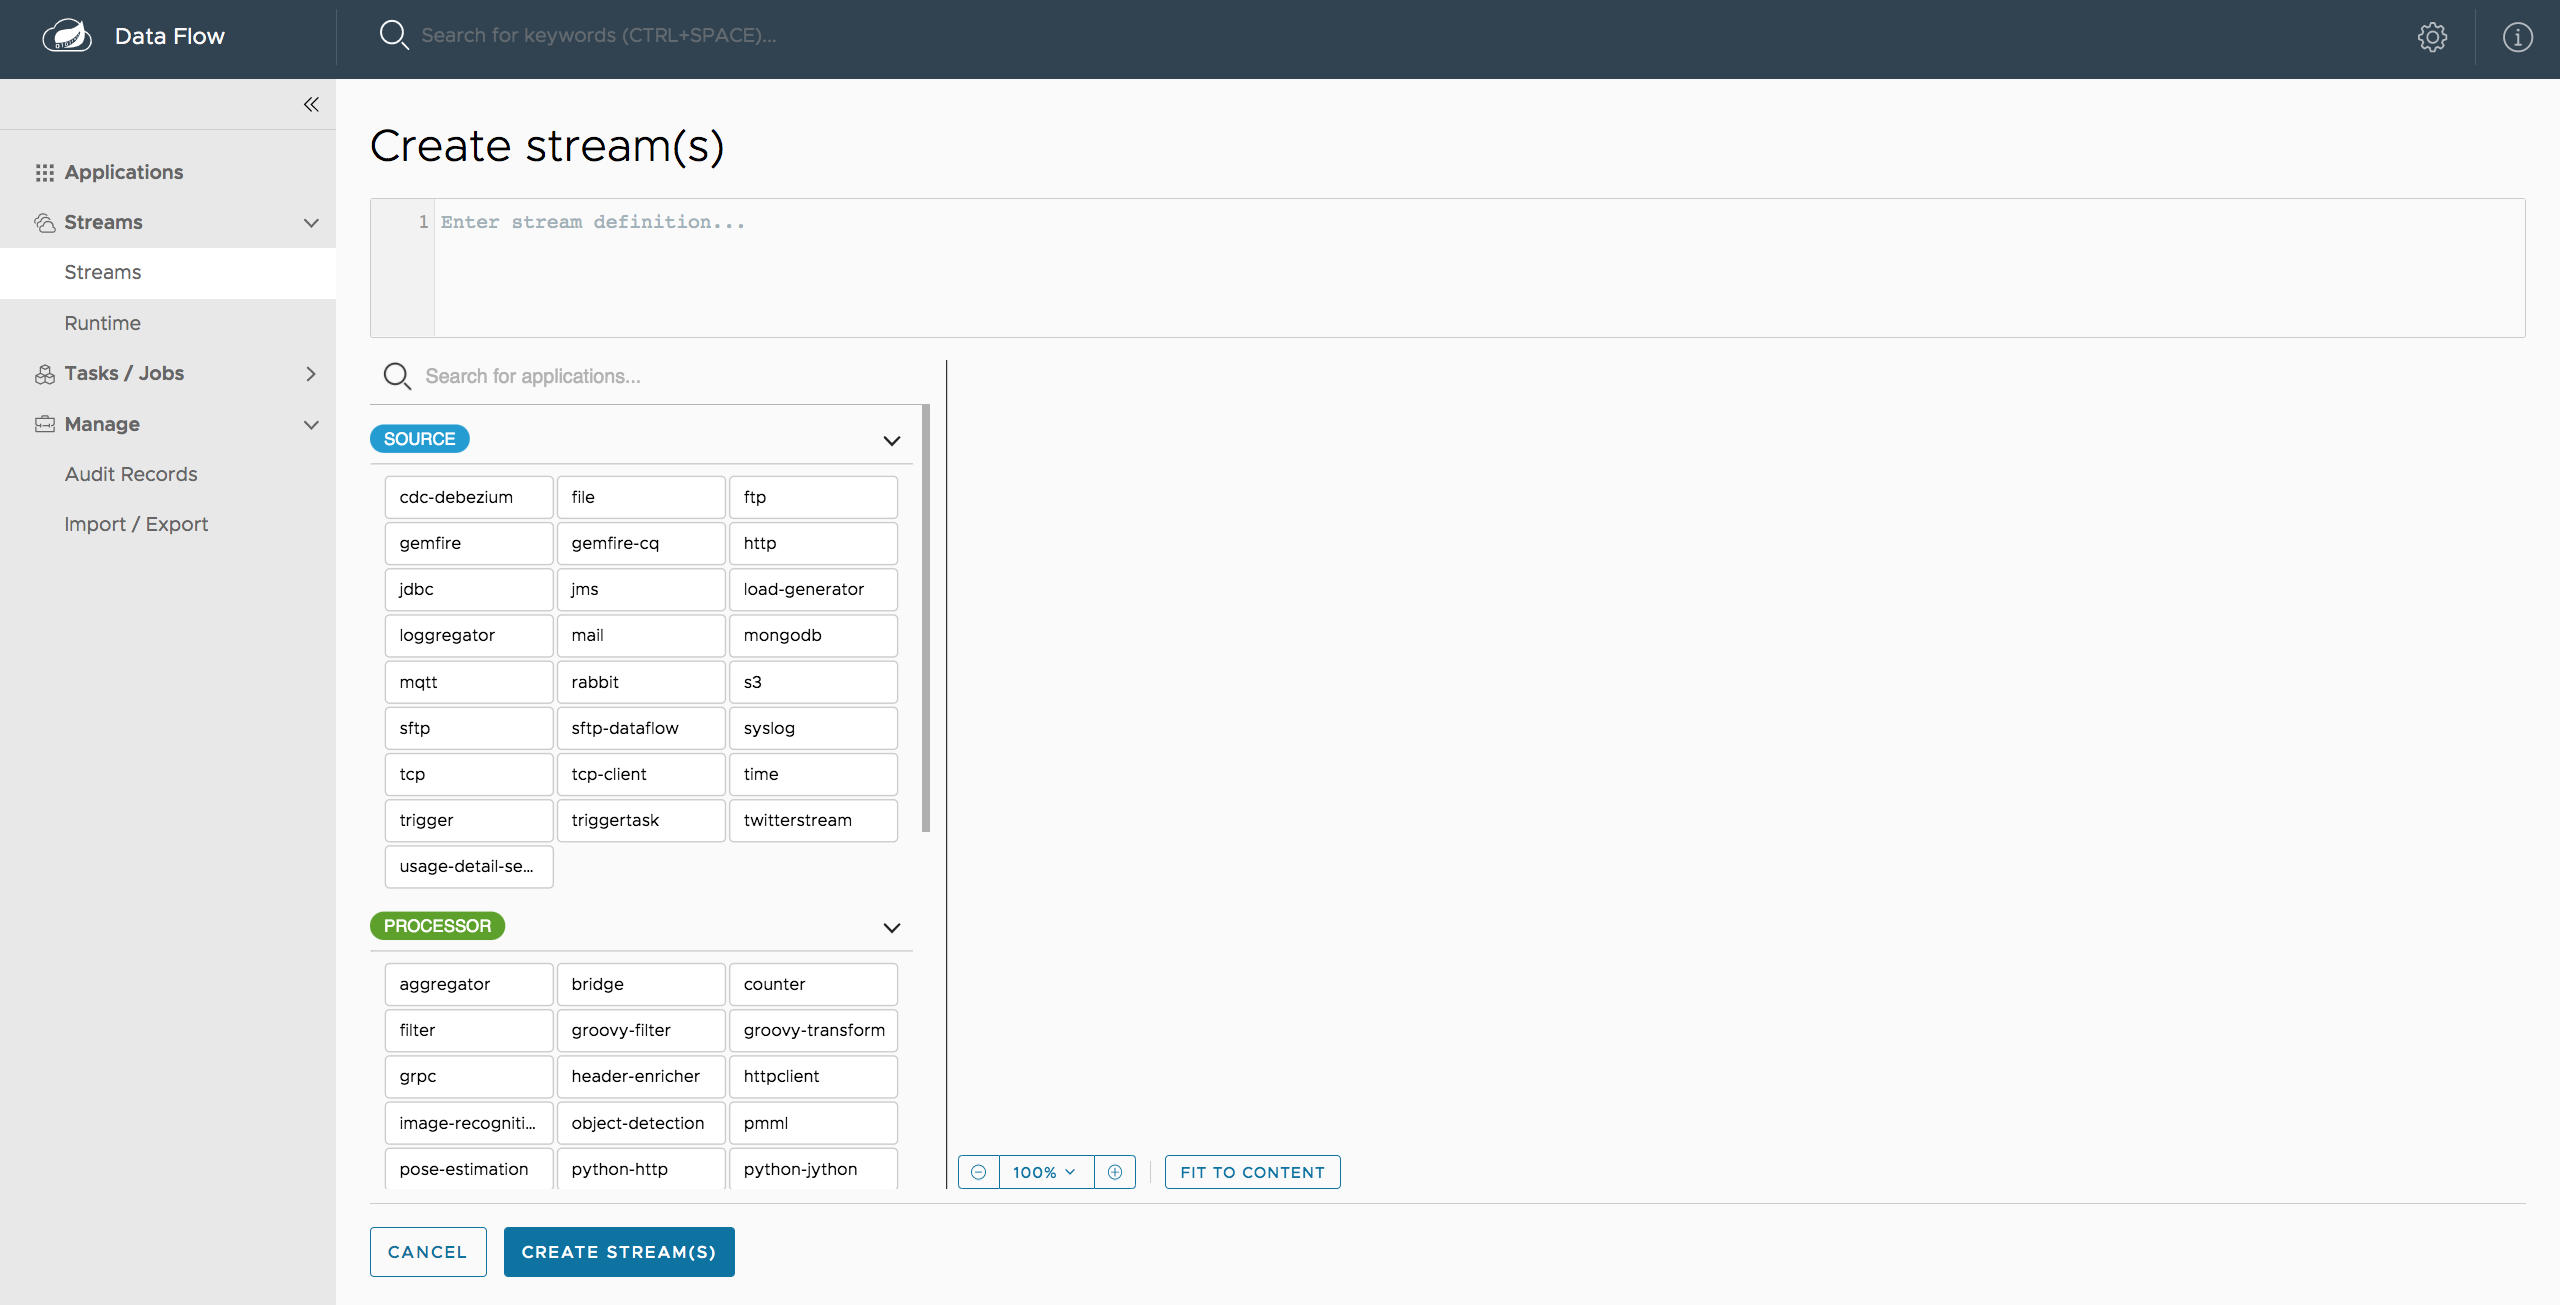 Data Flow
Search for keywords (CTRL+SPACE)...
Applications
Streams
Streams
Runtime
Tasks / Jobs
Manage
Audit Records
Import / Export
Create stream(s)
1 Enter stream definition...
Search for applications...
SOURCE
cdc-debezium file ftp
gemfire gemfire-cq http
jdbc jms load-generator
loggregator mail mongodb
mqtt rabbit s3
sftp sftp-dataflow syslog
tcp tcp-client time
trigger triggertask twitterstream
usage-detail-se...
PROCESSOR
aggregator bridge counter
filter groovy-filter groovy-transform
grpc header-enricher httpclient
image-recogniti... object-detection pmml
pose-estimation python-http python-jython
100% FIT TO CONTENT
CANCEL CREATE STREAM(S)